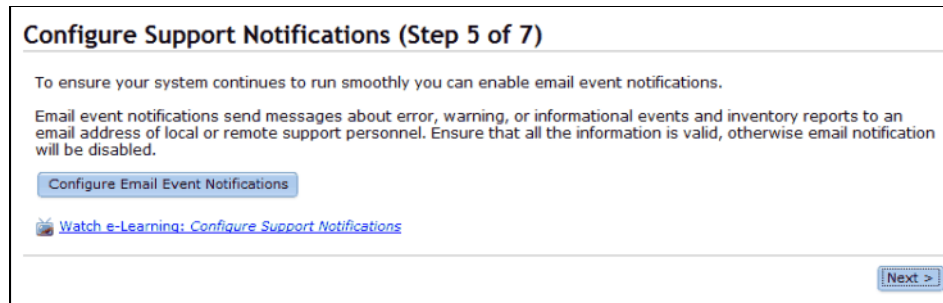 Configure Support Notifications (Step 5 of 7)
To ensure your system continues to run smoothly you can enable email event notifications.
Email event notifications send messages about error, warning, or informational events and inventory reports to an
email address of local or remote support personnel. Ensure that all the information is valid, otherwise email notification
will be disabled.
Configure Email Event Notifications
Watch e-Learning: Configure Support Notifications
Next >